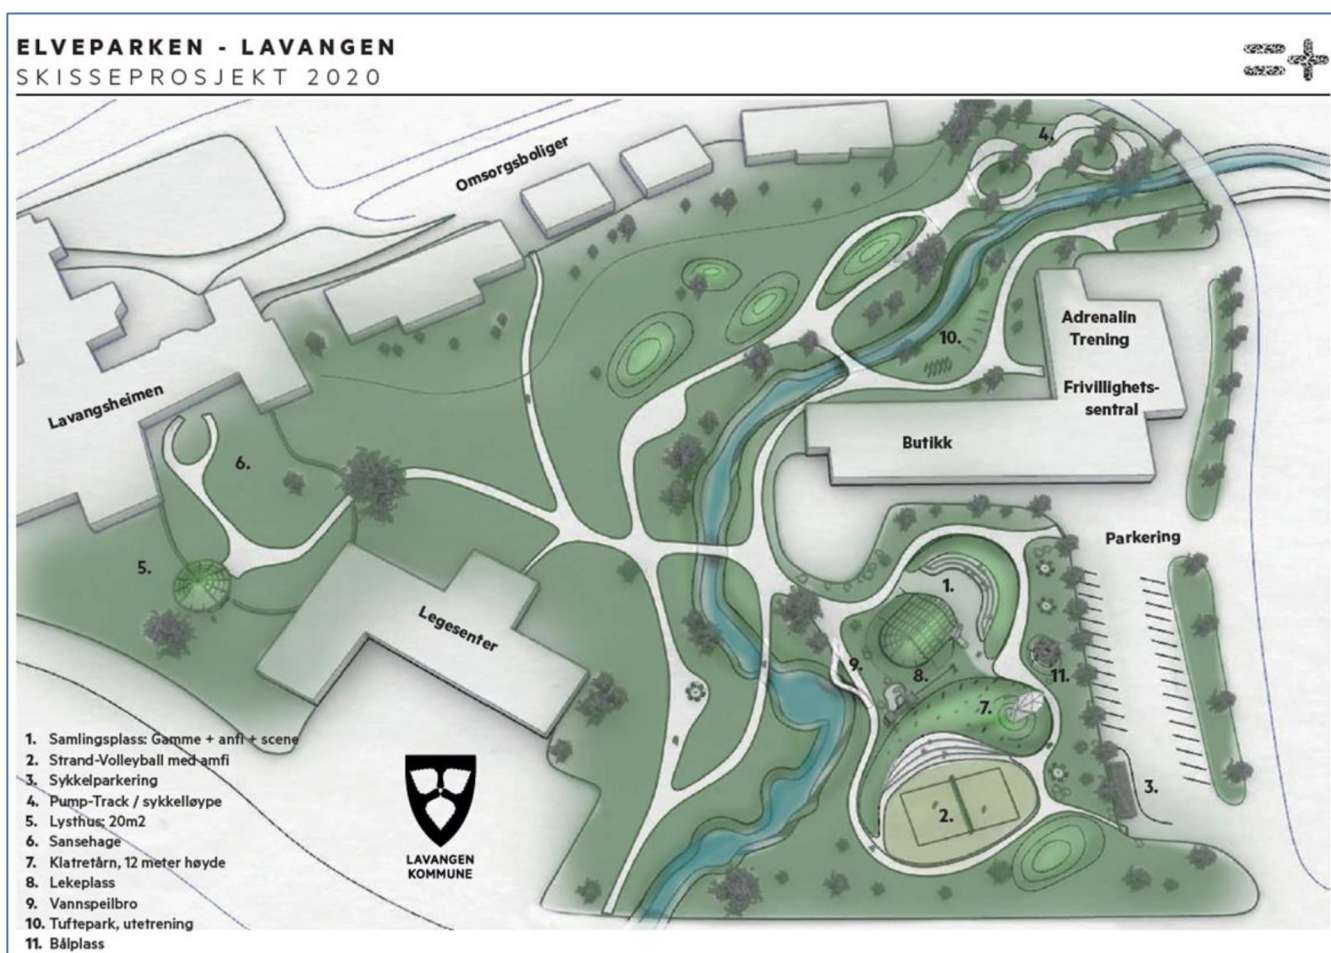 ELVEPARKEN - LAVANGEN
SKISSEPROSJEKT 2020
4.
Omsorgsboliger
Adrenalin
Trening
10.
Frivillighets-
sentral
Lavangsheimen
Butikk
6.
Parkering
5.
1.
Legesenter
9.
8.
11.
7.
3.
2.
1. Samlingsplass: Gamme + anfi + scene
2. Strand-Volleyball med amfi
3. Sykkelparkering
4. Pump-Track / sykkelløype
5. Lysthus; 20m2
6. Sansehage
7. Klatretårn, 12 meter høyde
8. Lekeplass
9. Vannspeilbro
10. Tuftepark, utetrening
11. Bålplass
LAVANGEN
KOMMUNE